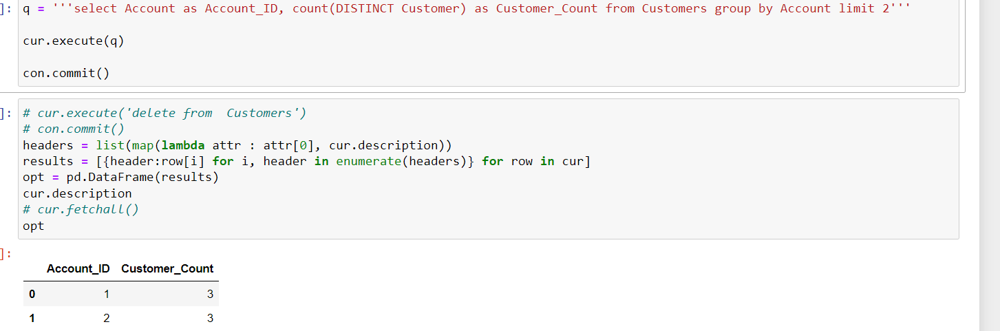 ]: q = '''select Account as Account_ID, count(DISTINCT Customer) as Customer_Count from Customers group by Account limit 2'''
cur.execute(q)
con.commit()
]: # cur.execute('delete from  Customers')
# con.commit()
headers = list(map(lambda attr : attr[0], cur.description))
results = [{header:row[i] for i, header in enumerate(headers)} for row in cur]
opt = pd.DataFrame(results)
cur.description
# cur.fetchall()
opt
]:
Account_ID Customer_Count
0 1 3
1 2 3